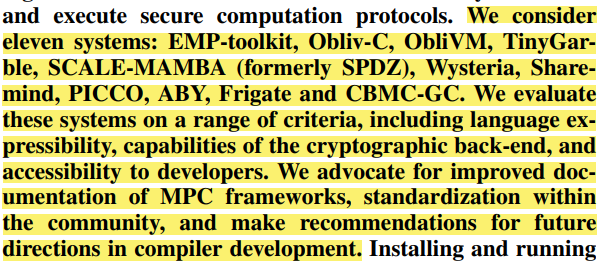 and execute secure computation protocols. We consider
eleven systems: EMP-toolkit, Obliv-C, ObliVM, TinyGar-
ble, SCALE-MAMBA (formerly SPDZ), Wysteria, Share-
mind, PICCO, ABY, Frigate and CBMC-GC. We evaluate
these systems on a range of criteria, including language ex-
pressibility, capabilities of the cryptographic back-end, and
accessibility to developers. We advocate for improved doc-
umentation of MPC frameworks, standardization within
the community, and make recommendations for future
directions in compiler development. Installing and running